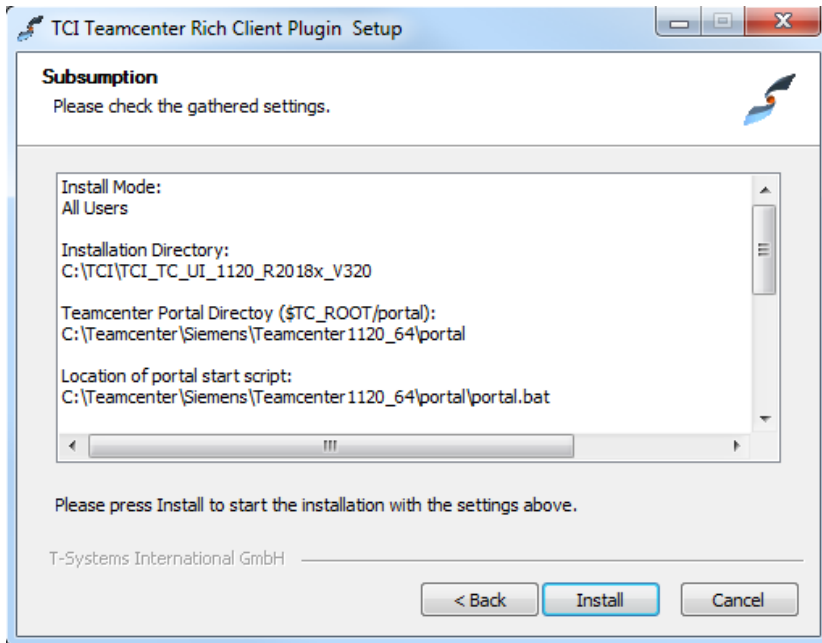 TCI Teamcenter Rich Client Plugin  Setup
Subsumption
Please check the gathered settings.
Install Mode:
All Users
Installation Directory:
C:\TCI\TCI_TC_UI_1120_R2018x_V320
Teamcenter Portal Directoy ($TC_ROOT/portal):
C:\Teamcenter\Siemens\Teamcenter1120_64\portal
Location of portal start script:
C:\Teamcenter\Siemens\Teamcenter1120_64\portal\portal.bat
Please press Install to start the installation with the settings above.
T-Systems International GmbH
< Back
Install
Cancel